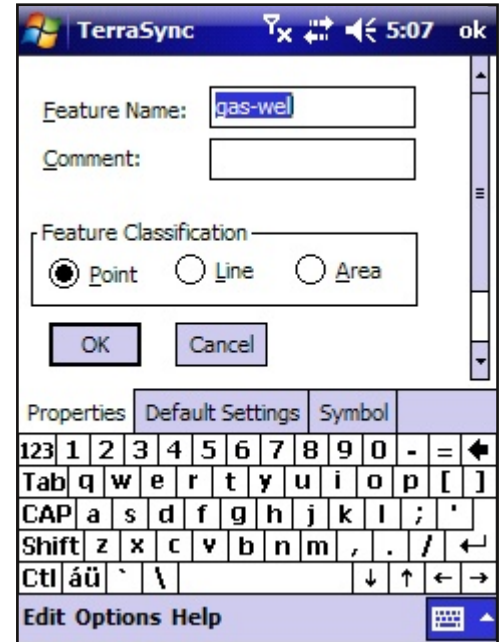 TerraSync 5:07 ok
Feature Name: gas-wel
Comment:
Feature Classification
Point Line Area
OK Cancel
Properties Default Settings Symbol
123 1 2 3 4 5 6 7 8 9 0 - = 🡄
Tab q w e r t y u i o p [ ]
CAP a s d f g h j k l ; '
Shift z x c v b n m , . / ↵
Ctl áü ` \ ↓ ↑ ← →
Edit Options Help